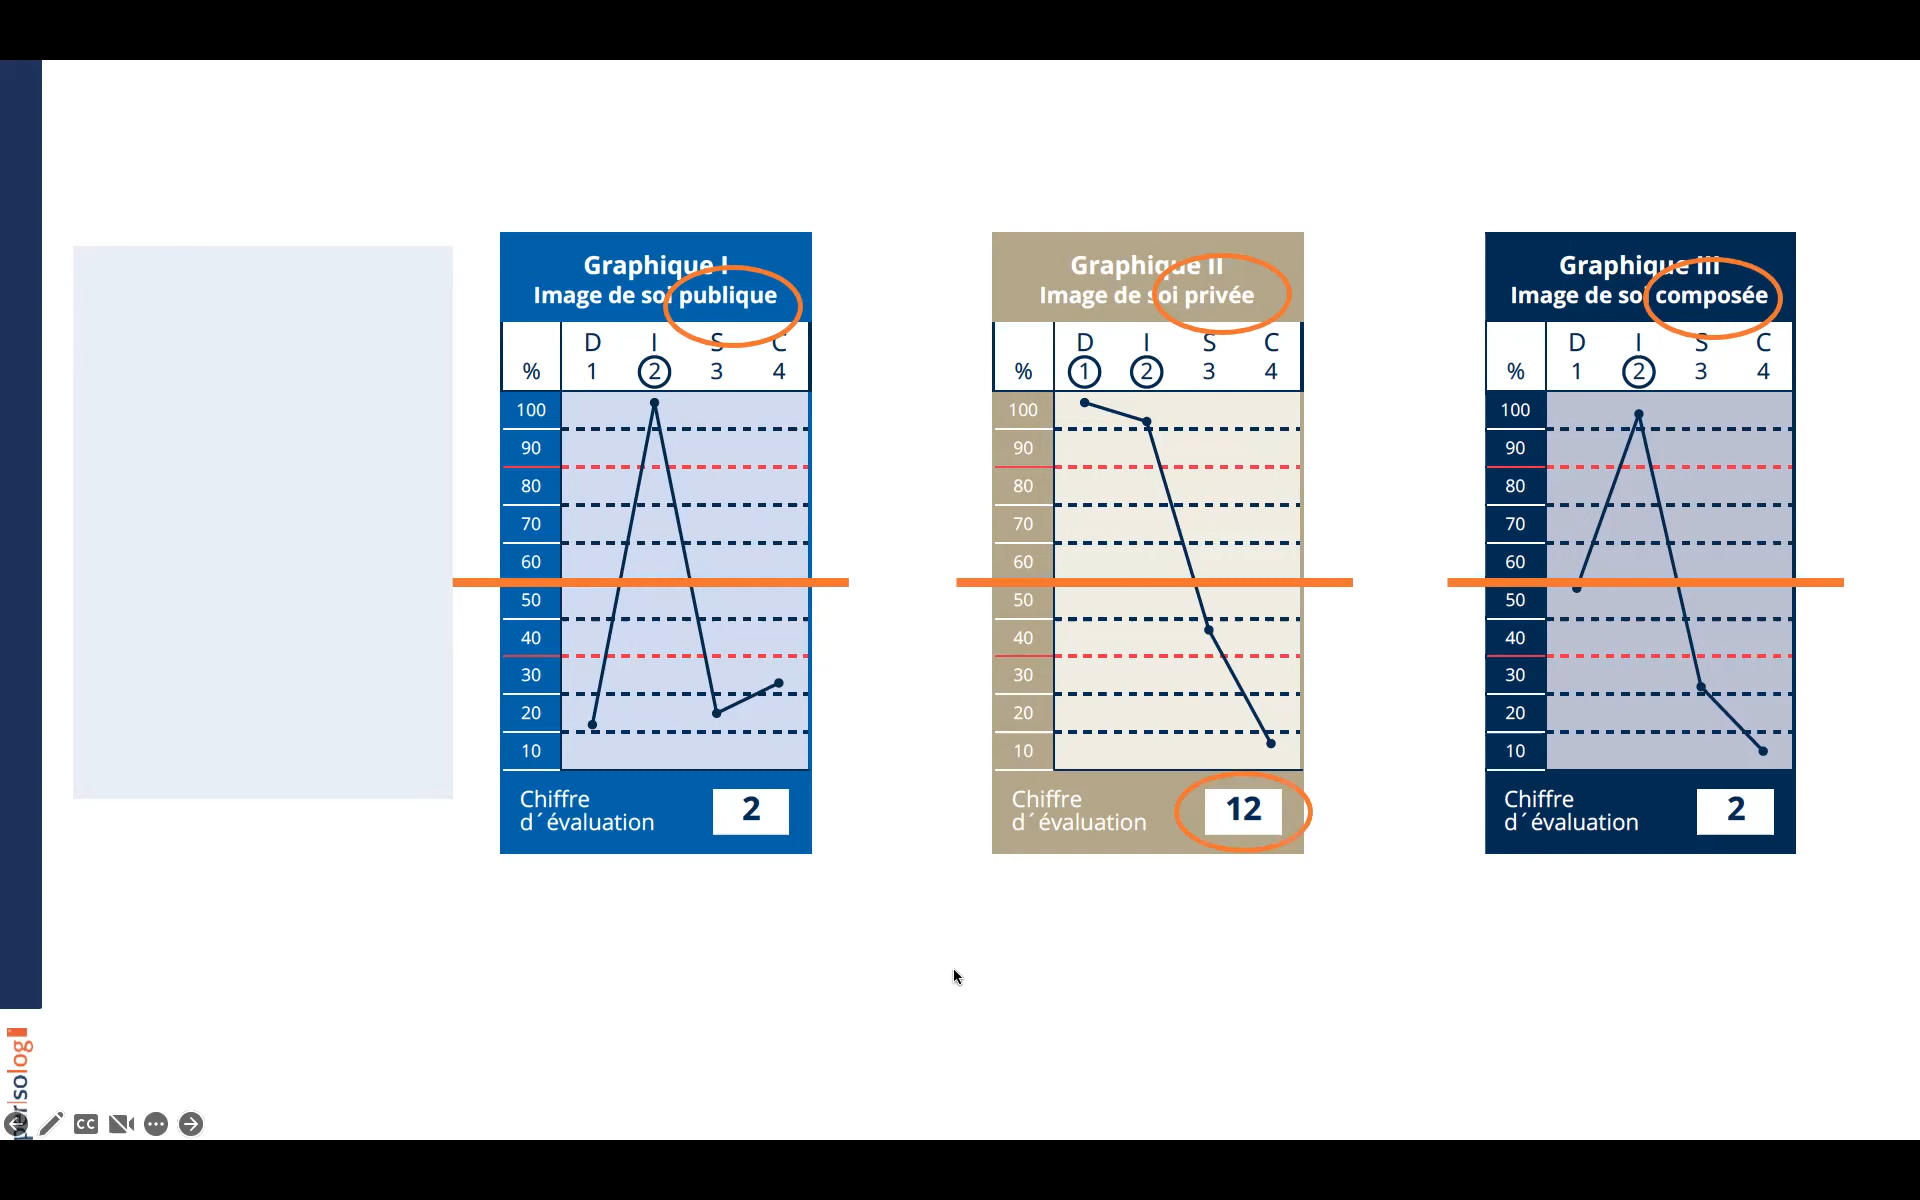 Graphique I
Image de soi publique
D I S C
% 1 2 3 4
100
90
80
70
60
50
40
30
20
10
Chiffre
d´évaluation
2
Graphique II
Image de soi privée
D I S C
% 1 2 3 4
100
90
80
70
60
50
40
30
20
10
Chiffre
d´évaluation
12
Graphique III
Image de soi composée
D I S C
% 1 2 3 4
100
90
80
70
60
50
40
30
20
10
Chiffre
d´évaluation
2
persolog
CC